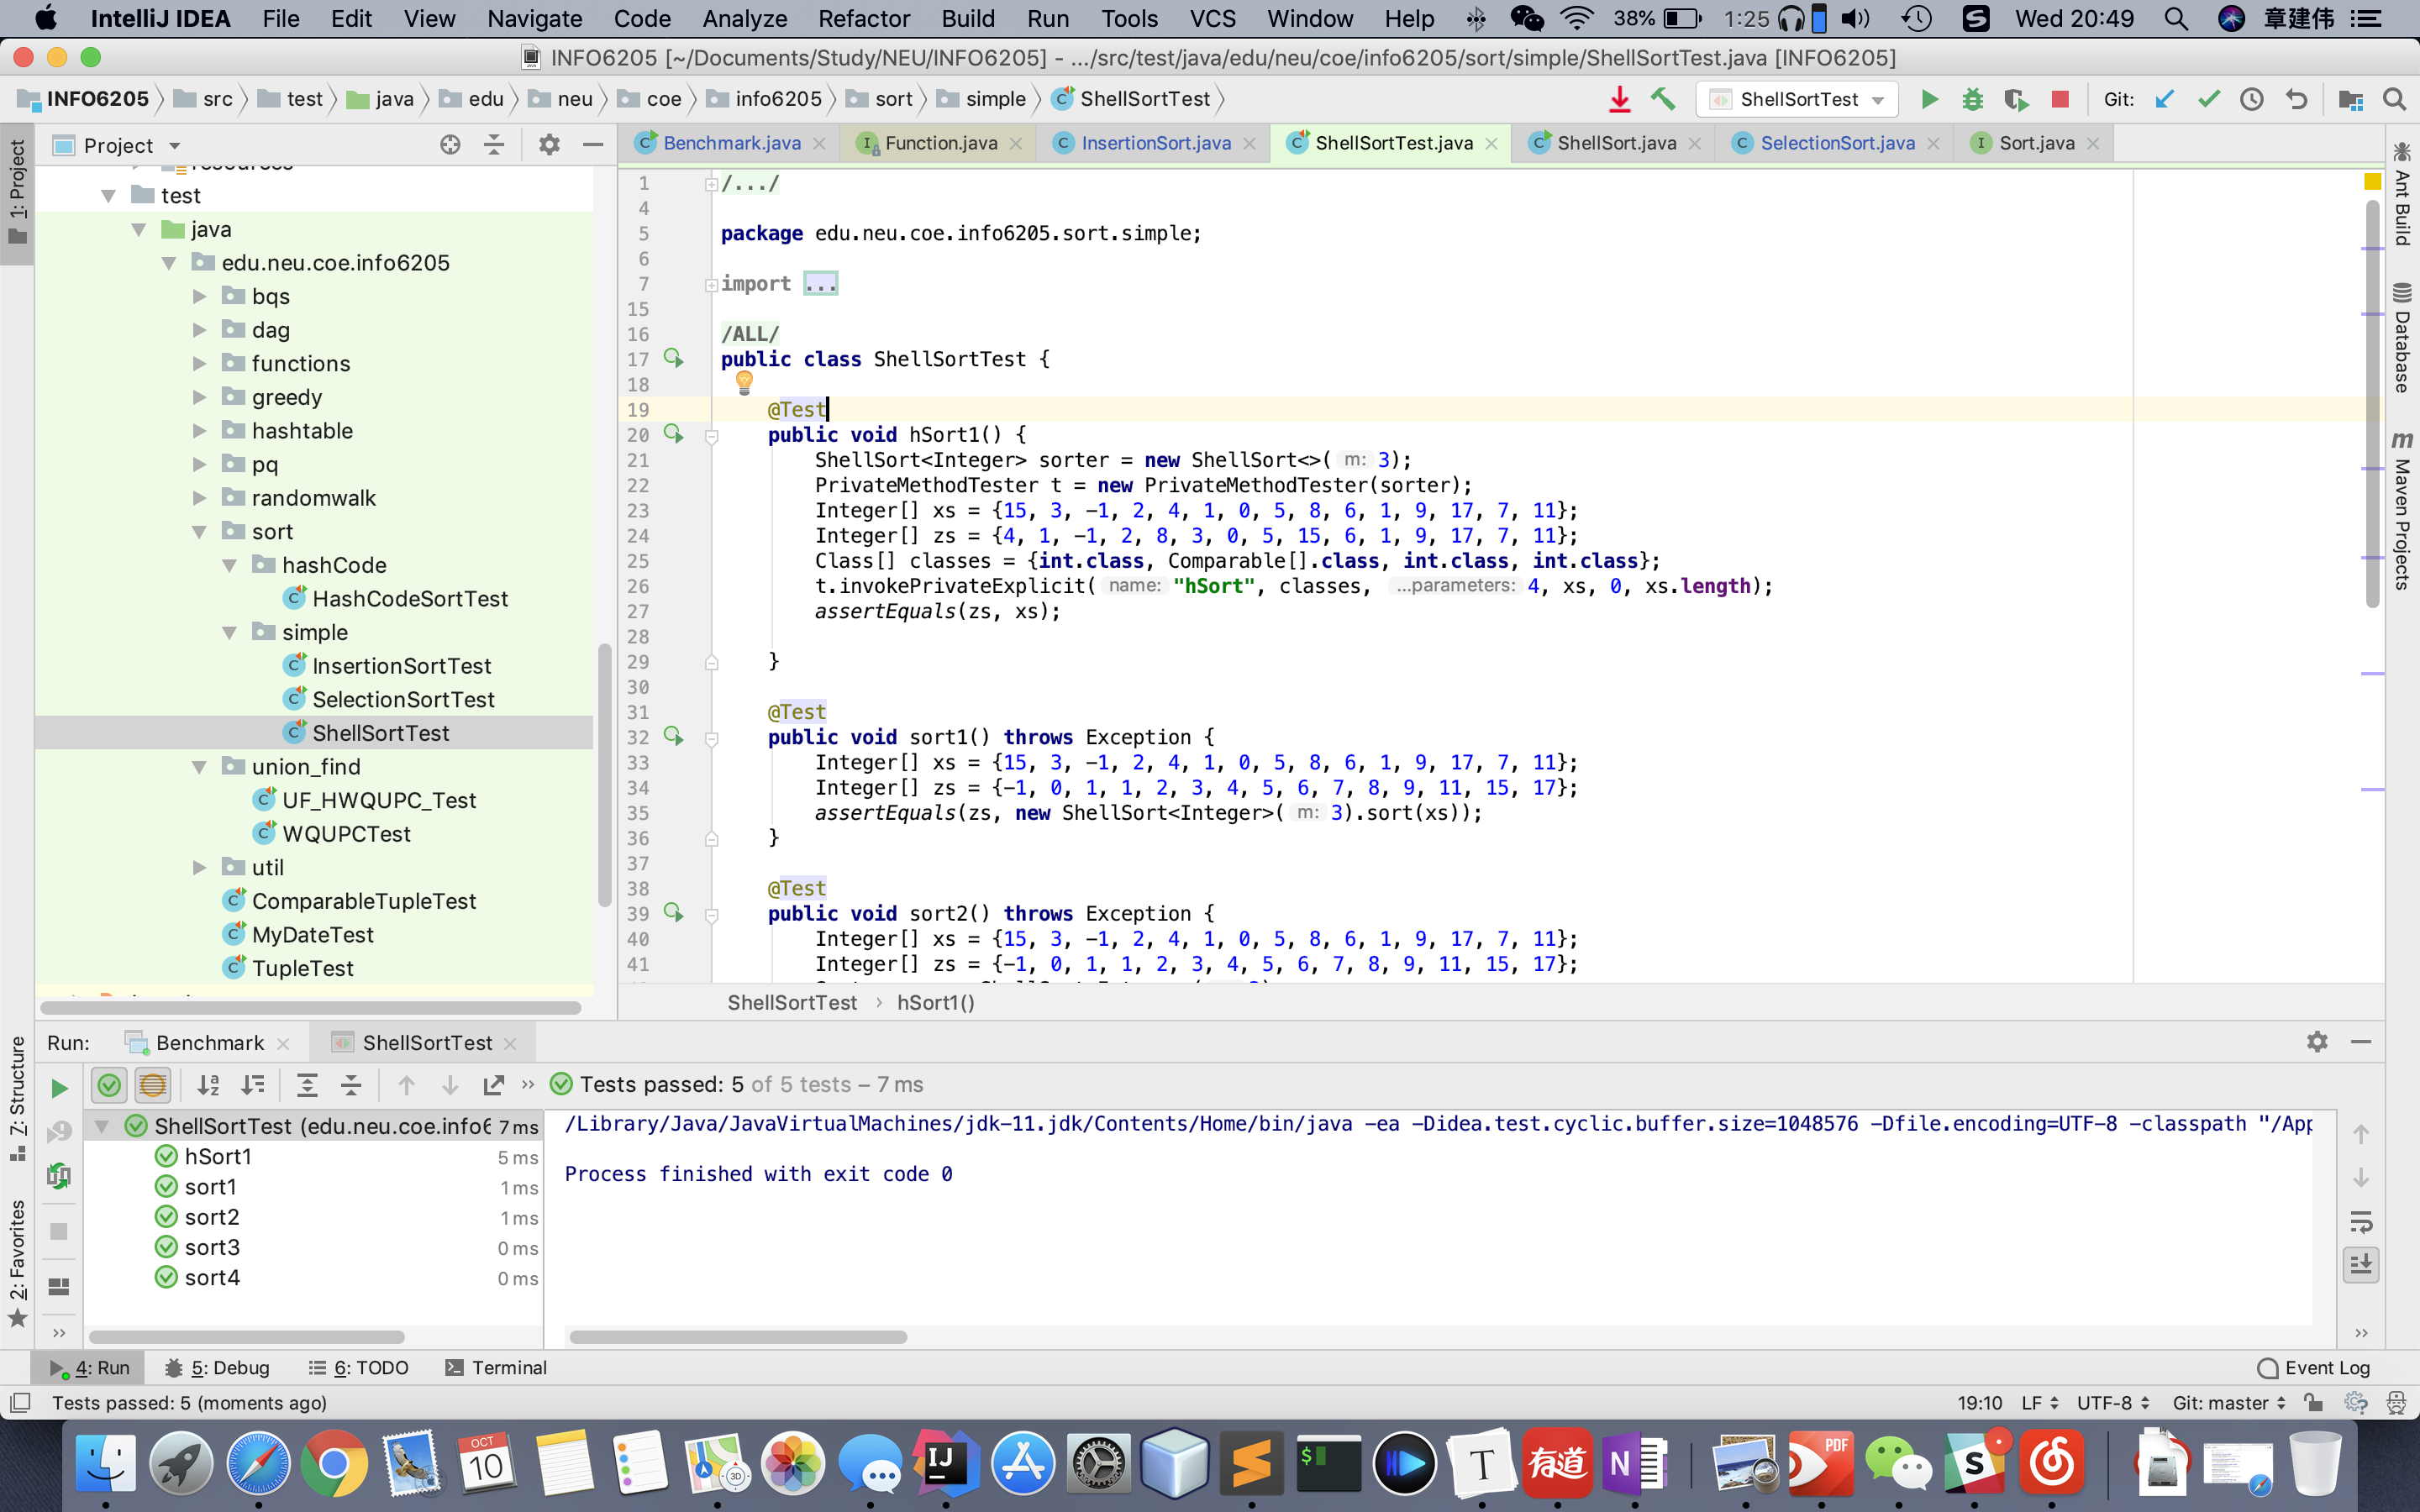 IntelliJ IDEA File Edit View Navigate Code Analyze Refactor Build Run Tools VCS Window Help 38% 1:25 Wed 20:49 章建伟
INFO6205 [~/Documents/Study/NEU/INFO6205] - .../src/test/java/edu/neu/coe/info6205/sort/simple/ShellSortTest.java [INFO6205]
INFO6205 src test java edu neu coe info6205 sort simple ShellSortTest ShellSortTest Git:
Project
Benchmark.java Function.java InsertionSort.java ShellSortTest.java ShellSort.java SelectionSort.java Sort.java
1: Project
7: Structure
2: Favorites
resources
test
java
edu.neu.coe.info6205
bqs
dag
functions
greedy
hashtable
pq
randomwalk
sort
hashCode
HashCodeSortTest
simple
InsertionSortTest
SelectionSortTest
ShellSortTest
union_find
UF_HWQUPC_Test
WQUPCTest
util
ComparableTupleTest
MyDateTest
TupleTest
1 /.../
4
5 package edu.neu.coe.info6205.sort.simple;
6
7 import ...
15
16 /ALL/
17 public class ShellSortTest {
18
19 @Test
20 public void hSort1() {
21 ShellSort<Integer> sorter = new ShellSort<>( m: 3);
22 PrivateMethodTester t = new PrivateMethodTester(sorter);
23 Integer[] xs = {15, 3, -1, 2, 4, 1, 0, 5, 8, 6, 1, 9, 17, 7, 11};
24 Integer[] zs = {4, 1, -1, 2, 8, 3, 0, 5, 15, 6, 1, 9, 17, 7, 11};
25 Class[] classes = {int.class, Comparable[].class, int.class, int.class};
26 t.invokePrivateExplicit( name: "hSort", classes, ...parameters: 4, xs, 0, xs.length);
27 assertEquals(zs, xs);
28
29 }
30
31 @Test
32 public void sort1() throws Exception {
33 Integer[] xs = {15, 3, -1, 2, 4, 1, 0, 5, 8, 6, 1, 9, 17, 7, 11};
34 Integer[] zs = {-1, 0, 1, 1, 2, 3, 4, 5, 6, 7, 8, 9, 11, 15, 17};
35 assertEquals(zs, new ShellSort<Integer>( m: 3).sort(xs));
36 }
37
38 @Test
39 public void sort2() throws Exception {
40 Integer[] xs = {15, 3, -1, 2, 4, 1, 0, 5, 8, 6, 1, 9, 17, 7, 11};
41 Integer[] zs = {-1, 0, 1, 1, 2, 3, 4, 5, 6, 7, 8, 9, 11, 15, 17};
ShellSortTest › hSort1()
Ant Build
Database
m Maven Projects
Run: Benchmark ShellSortTest
Tests passed: 5 of 5 tests – 7 ms
ShellSortTest (edu.neu.coe.info6 7 ms
hSort1 5 ms
sort1 1 ms
sort2 1 ms
sort3 0 ms
sort4 0 ms
/Library/Java/JavaVirtualMachines/jdk-11.jdk/Contents/Home/bin/java -ea -Didea.test.cyclic.buffer.size=1048576 -Dfile.encoding=UTF-8 -classpath "/App
Process finished with exit code 0
4: Run 5: Debug 6: TODO Terminal Event Log
Tests passed: 5 (moments ago) 19:10 LF UTF-8 Git: master
OCT
10
3D
IJ
$
T
有道
N
PDF
S